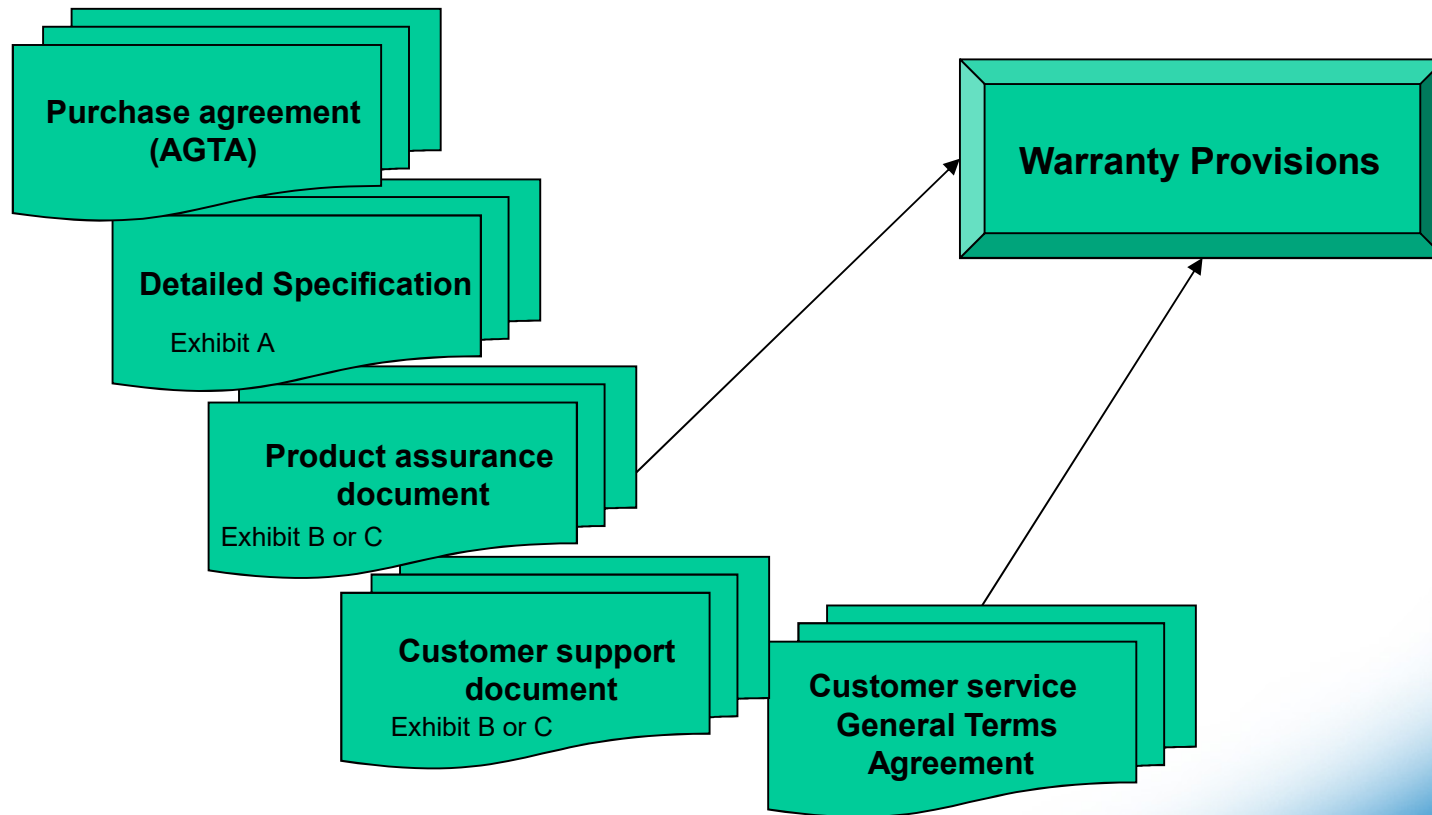 Purchase agreement
(AGTA)
Warranty Provisions
Detailed Specification
Exhibit A
Product assurance
document
Exhibit B or C
Customer support
document
Exhibit B or C
Customer service
General Terms
Agreement